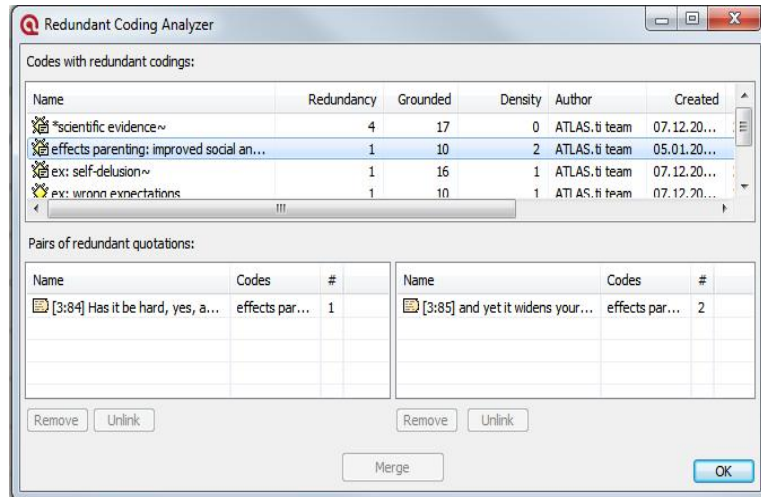 Redundant Coding Analyzer
Codes with redundant codings:
Name Redundancy Grounded Density Author Created
*scientific evidence~ 4 17 0 ATLAS.ti team 07.12.20...
effects parenting: improved social an... 1 10 2 ATLAS.ti team 05.01.20...
ex: self-delusion~ 1 16 1 ATLAS.ti team 07.12.20...
ex: wrong expectations 1 10 1 ATLAS.ti team 07.12.20...
Pairs of redundant quotations:
Name Codes # Name Codes #
[3:84] Has it be hard, yes, a... effects par... 1 [3:85] and yet it widens your... effects par... 2
Remove Unlink Remove Unlink
Merge
OK